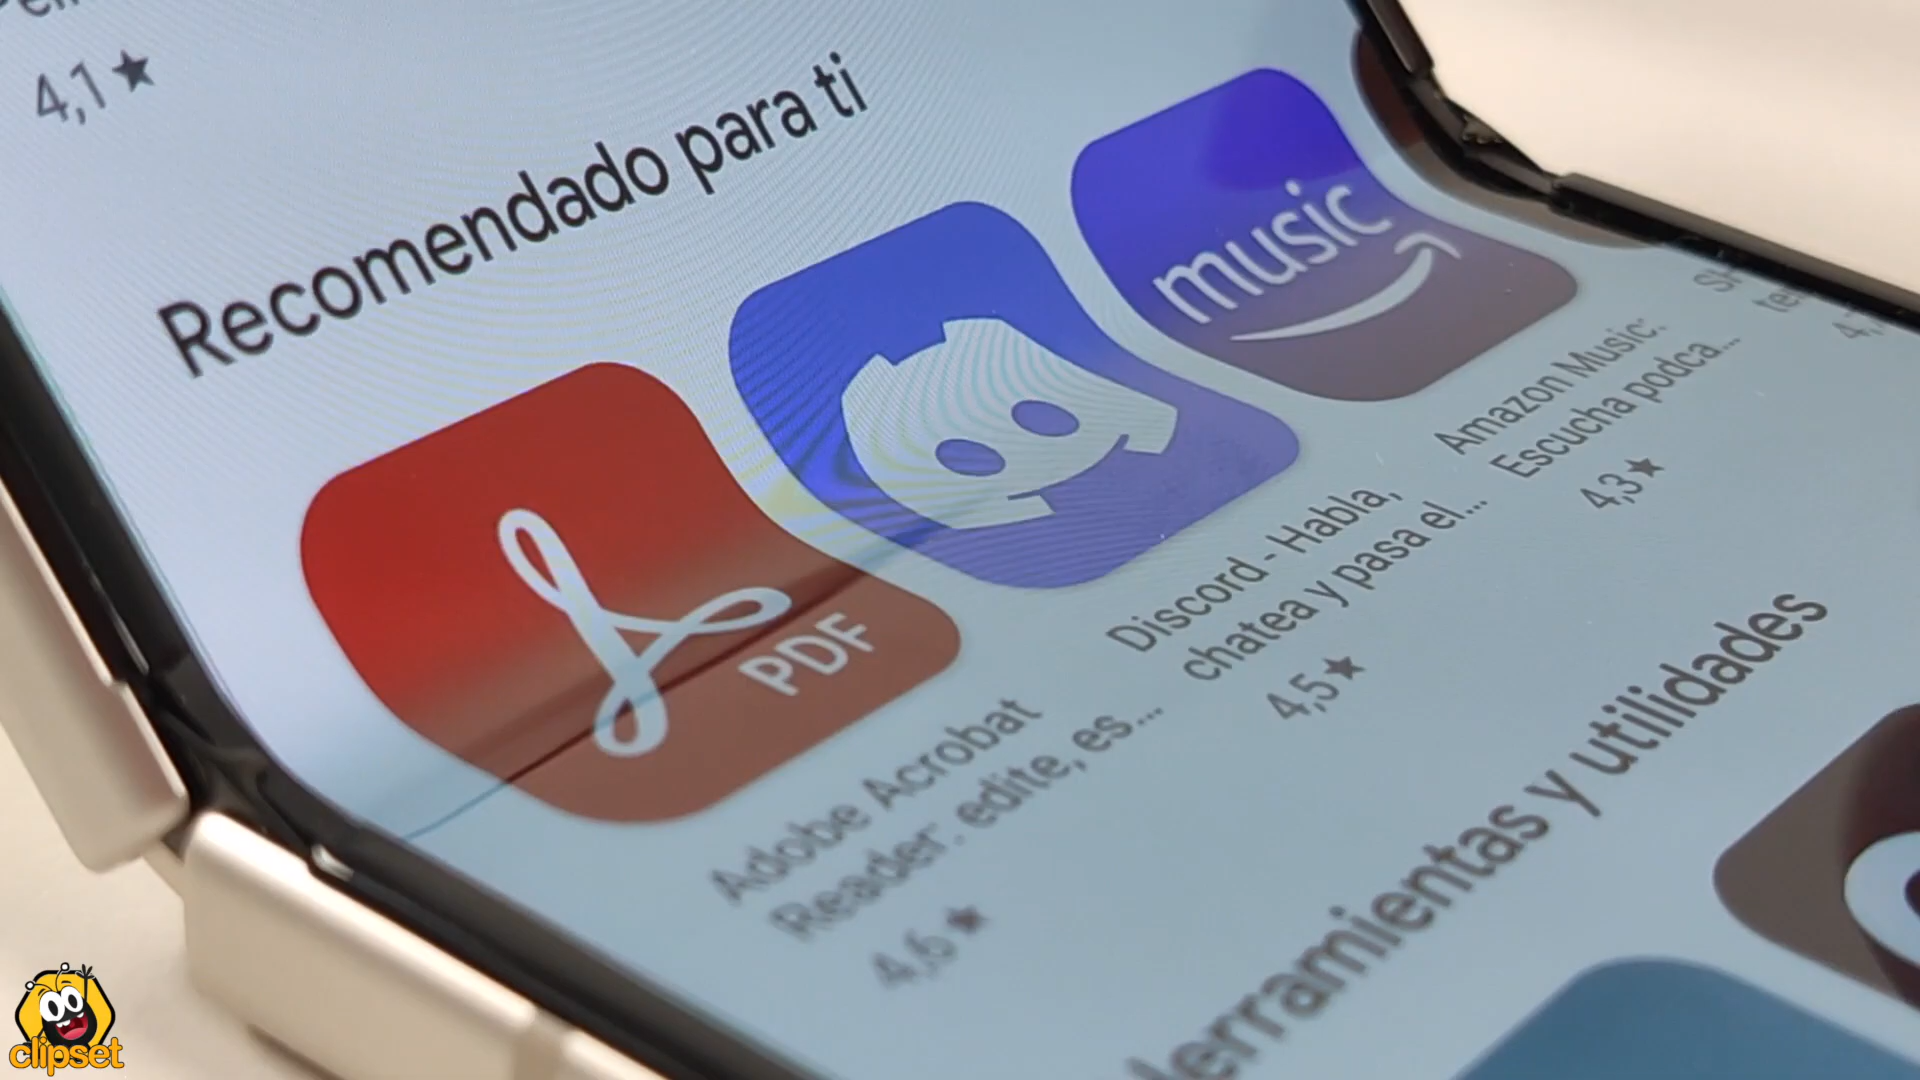 4,1 ★
Recomendado para ti
PDF
music
Adobe Acrobat
Reader: edite, es...
4,6 ★
Discord - Habla,
chatea y pasa el...
4,5 ★
Amazon Music:
Escucha podca...
4,3 ★
erramientas y utilidades
clipset